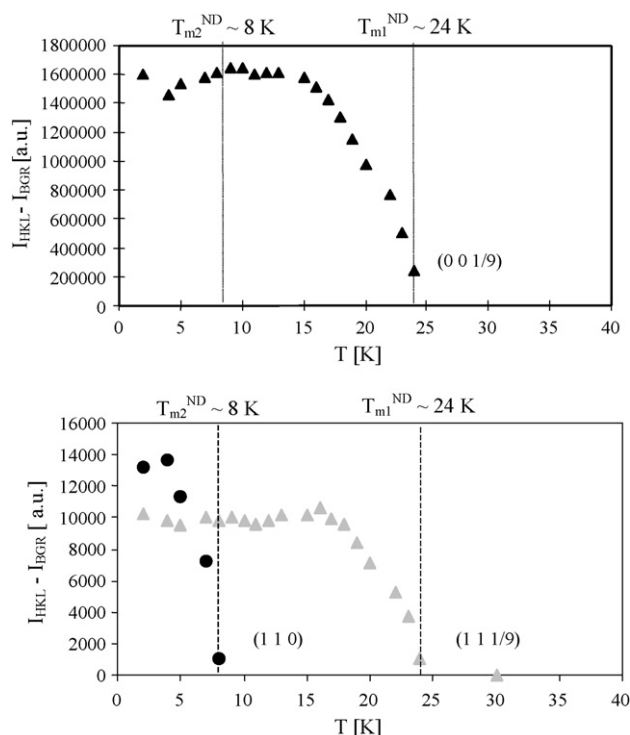 T_m2^ND ~ 8 K T_m1^ND ~ 24 K
1800000
1600000
1400000
1200000
1000000
800000
600000
400000
200000
0
I_HKL - I_BGR [a.u.]
(0 0 1/9)
0 5 10 15 20 25 30 35 40
T [K]
T_m2^ND ~ 8 K T_m1^ND ~ 24 K
16000
14000
12000
10000
8000
6000
4000
2000
0
I_HKL - I_BGR [ a.u.]
(1 1 0) (1 1 1/9)
0 5 10 15 20 25 30 35 40
T [K]